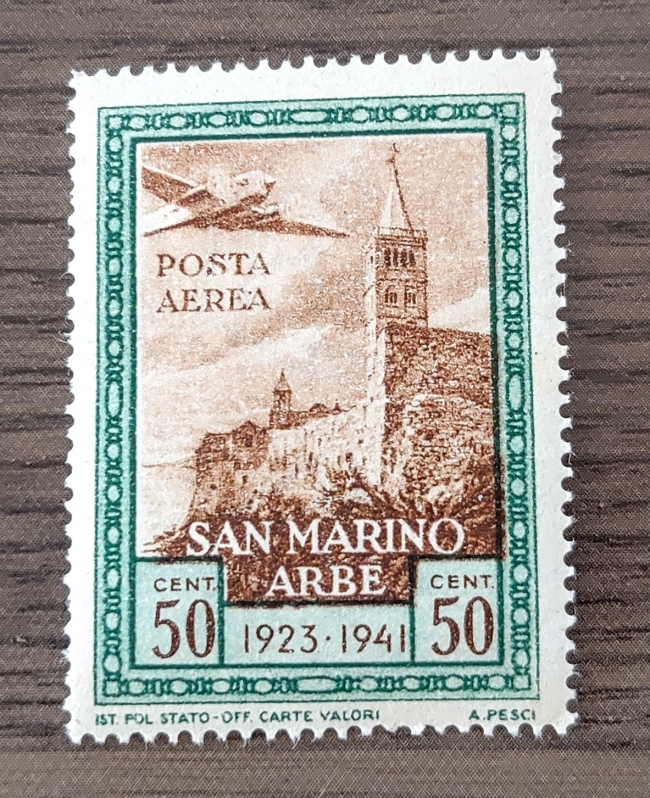 POSTA
AEREA
SAN MARINO
ARBE
CENT.
50
1923·1941
CENT.
50
IST. POL. STATO-OFF. CARTE VALORI
A. PESCI